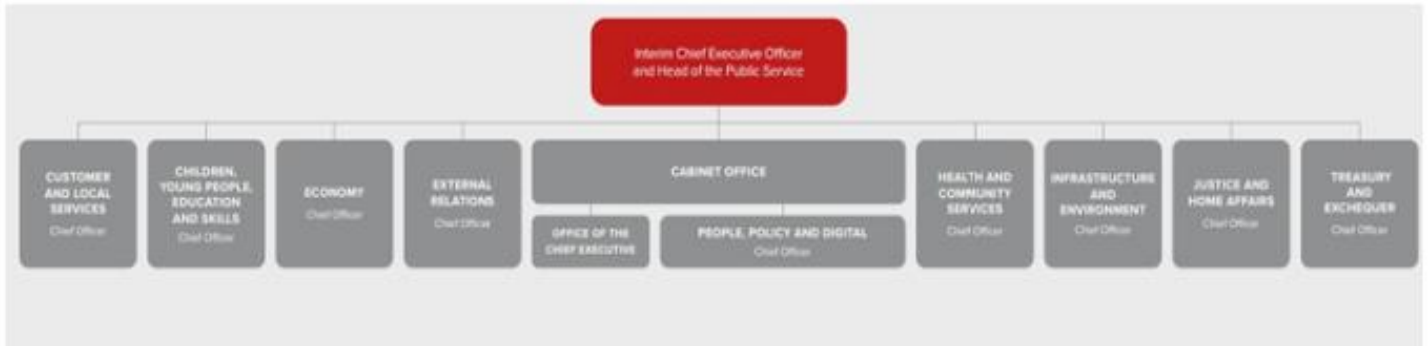 Interim Chief Executive Officer
and Head of the Public Service
CUSTOMER
AND LOCAL
SERVICES
Chief Officer
CHILDREN,
YOUNG PEOPLE,
EDUCATION
AND SKILLS
Chief Officer
ECONOMY
Chief Officer
EXTERNAL
RELATIONS
Chief Officer
CABINET OFFICE
OFFICE OF THE
CHIEF EXECUTIVE
PEOPLE, POLICY AND DIGITAL
Chief Officer
HEALTH AND
COMMUNITY
SERVICES
Chief Officer
INFRASTRUCTURE
AND
ENVIRONMENT
Chief Officer
JUSTICE AND
HOME AFFAIRS
Chief Officer
TREASURY
AND
EXCHEQUER
Chief Officer